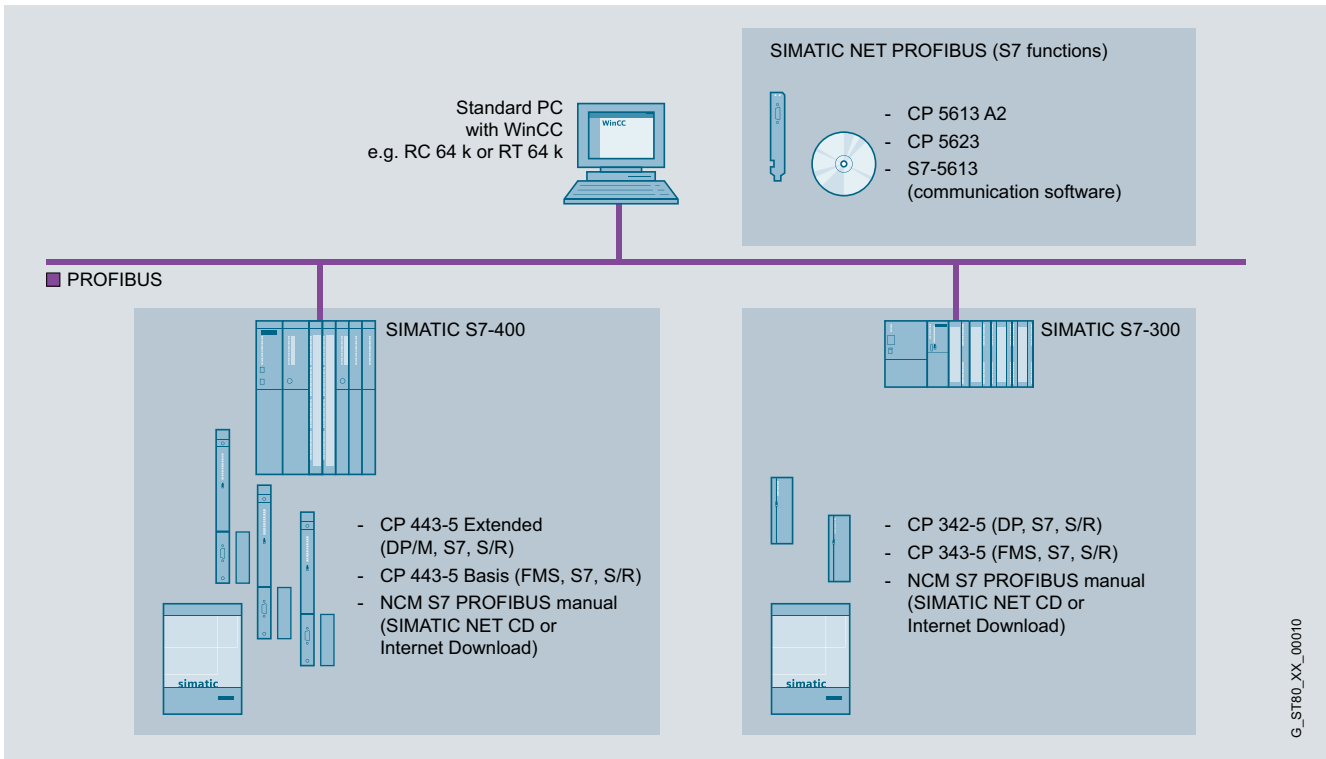 SIMATIC NET PROFIBUS (S7 functions)
- CP 5613 A2
- CP 5623
- S7-5613
(communication software)
Standard PC
with WinCC
e.g. RC 64 k or RT 64 k
WinCC
PROFIBUS
SIMATIC S7-400
- CP 443-5 Extended
(DP/M, S7, S/R)
- CP 443-5 Basis (FMS, S7, S/R)
- NCM S7 PROFIBUS manual
(SIMATIC NET CD or
Internet Download)
simatic
SIMATIC S7-300
- CP 342-5 (DP, S7, S/R)
- CP 343-5 (FMS, S7, S/R)
- NCM S7 PROFIBUS manual
(SIMATIC NET CD or
Internet Download)
simatic
G_ST80_XX_00010